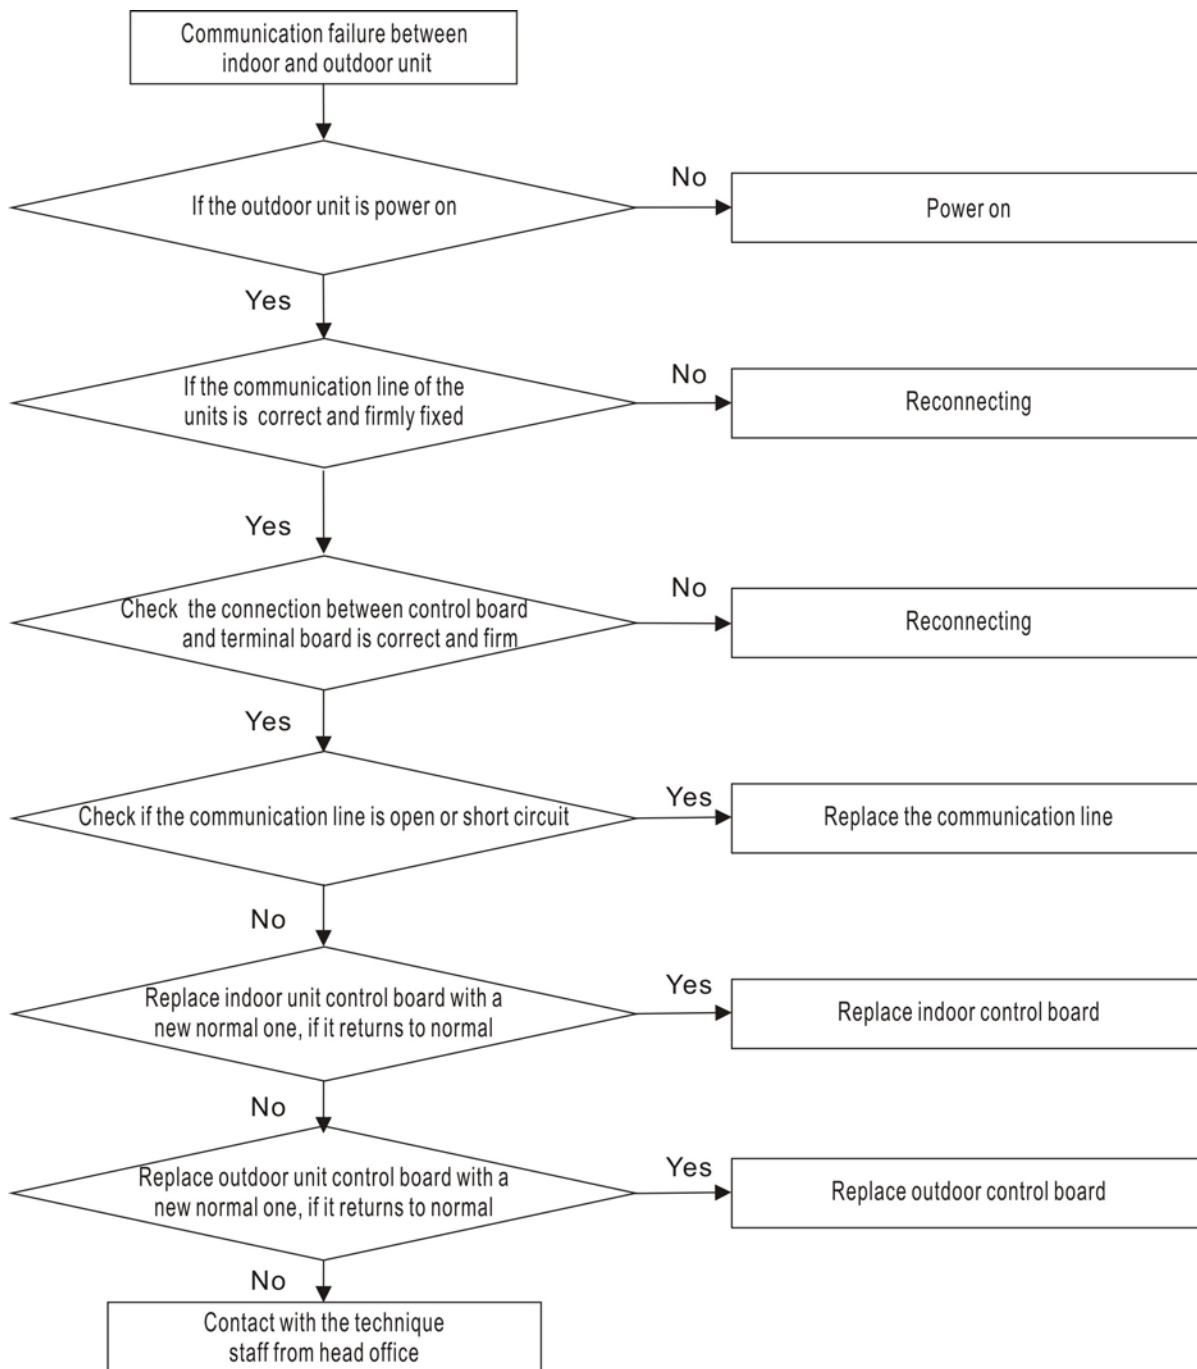 Communication failure between
indoor and outdoor unit
If the outdoor unit is power on
No
Power on
Yes
If the communication line of the
units is correct and firmly fixed
No
Reconnecting
Yes
Check the connection between control board
and terminal board is correct and firm
No
Reconnecting
Yes
Check if the communication line is open or short circuit
Yes
Replace the communication line
No
Replace indoor unit control board with a
new normal one, if it returns to normal
Yes
Replace indoor control board
No
Replace outdoor unit control board with a
new normal one, if it returns to normal
Yes
Replace outdoor control board
No
Contact with the technique
staff from head office